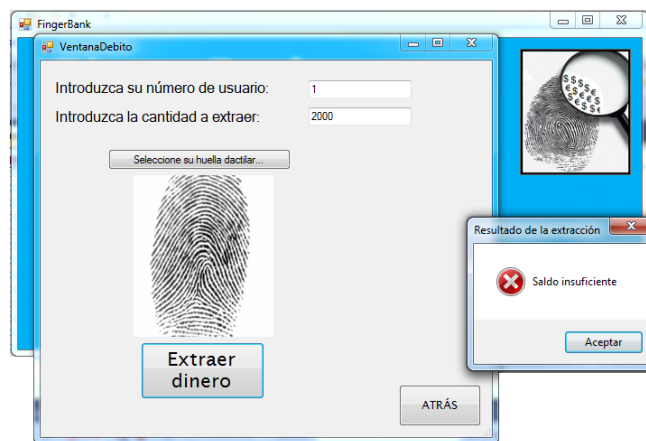 FingerBank
VentanaDebito
Introduzca su número de usuario:
1
Introduzca la cantidad a extraer:
2000
Seleccione su huella dactilar...
Extraer
dinero
ATRÁS
Resultado de la extracción
Saldo insuficiente
Aceptar